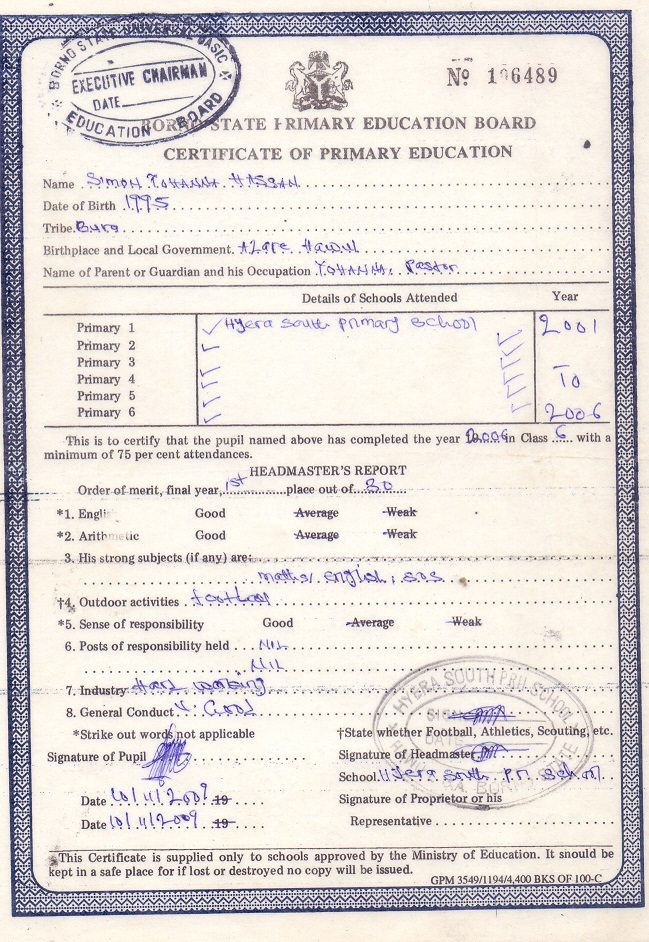 BORNO STATE UNIVERSAL BASIC EDUCATION BOARD
EXECUTIVE CHAIRMAN
DATE
Nº 106489
BORNO STATE PRIMARY EDUCATION BOARD
CERTIFICATE OF PRIMARY EDUCATION
Name SIMON YOHANNA HASSAN
Date of Birth 1995
Tribe Bura
Birthplace and Local Government. Azare Hawul
Name of Parent or Guardian and his Occupation YOHANNA, Pastor
Details of Schools Attended Year
Primary 1 ✓ Hyera South primary School ✓ 2001
Primary 2 ✓ ✓
Primary 3 ✓ ✓
Primary 4 ✓ ✓ To
Primary 5 ✓ ✓
Primary 6 ✓ ✓ 2006
This is to certify that the pupil named above has completed the year 2006 in Class 6 with a
minimum of 75 per cent attendances.
HEADMASTER'S REPORT
Order of merit, final year, 1st place out of 80
*1. English Good Average Weak
*2. Arithmetic Good Average Weak
3. His strong subjects (if any) are:
maths, english, s.o.s
†4. Outdoor activities football
*5. Sense of responsibility Good Average Weak
6. Posts of responsibility held NIL
NIL
7. Industry Hard working
8. General Conduct V. Good
*Strike out words not applicable †State whether Football, Athletics, Scouting, etc.
Signature of Pupil Signature of Headmaster
School. Hyera South Pri. School
Date 10/11/2009 19 Signature of Proprietor or his
Date 10/11/2009 19 Representative
HYERA SOUTH PRI. SCHOOL
SIGN
DATE
BORNO STATE
This Certificate is supplied only to schools approved by the Ministry of Education. It should be
kept in a safe place for if lost or destroyed no copy will be issued.
GPM 3549/1194/4,400 BKS OF 100-C